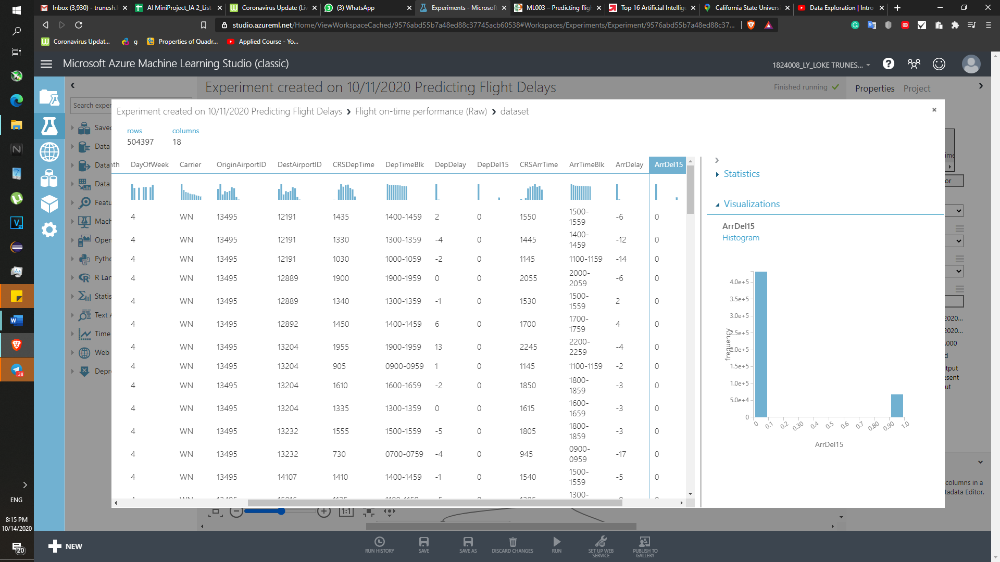 Inbox (3,930) - trunesh.l
AI MiniProject_IA 2_List-
Coronavirus Update (Liv
(3) WhatsApp
Experiments - Microsoft
ML003 – Predicting fligh
Top 16 Artificial Intellige
California State Universi
Data Exploration | Intro
studio.azureml.net/Home/ViewWorkspaceCached/9576abd55b7a48ed88c37745acb60538#Workspaces/Experiments/Experiment/9576abd55b7a48ed88c37...
Coronavirus Updat...
g
Properties of Quadr...
Applied Course - Yo...
Microsoft Azure Machine Learning Studio (classic)
1824008_LY_LOKE TRUNES...
Experiment created on 10/11/2020 Predicting Flight Delays
Finished running
Properties
Project
Search exper
Saved
Data
Data
Data
Featu
Mach
Open
Pytho
R Lan
Statis
Text A
Time
Web
Depre
Experiment created on 10/11/2020 Predicting Flight Delays › Flight on-time performance (Raw) › dataset
rows columns
504397 18
nth DayOfWeek Carrier OriginAirportID DestAirportID CRSDepTime DepTimeBlk DepDelay DepDel15 CRSArrTime ArrTimeBlk ArrDelay ArrDel15
4 WN 13495 12191 1435 1400-1459 2 0 1550 1500-1559 -6 0
4 WN 13495 12191 1330 1300-1359 -4 0 1445 1400-1459 -12 0
4 WN 13495 12191 1030 1000-1059 -2 0 1145 1100-1159 -14 0
4 WN 13495 12889 1900 1900-1959 0 0 2055 2000-2059 -6 0
4 WN 13495 12889 1340 1300-1359 -1 0 1530 1500-1559 2 0
4 WN 13495 12892 1450 1400-1459 6 0 1700 1700-1759 4 0
4 WN 13495 13204 1955 1900-1959 13 0 2245 2200-2259 -4 0
4 WN 13495 13204 905 0900-0959 1 0 1145 1100-1159 -2 0
4 WN 13495 13204 1610 1600-1659 -2 0 1850 1800-1859 -3 0
4 WN 13495 13204 1335 1300-1359 0 0 1615 1600-1659 -3 0
4 WN 13495 13232 1555 1500-1559 -5 0 1805 1800-1859 -3 0
4 WN 13495 13232 730 0700-0759 -4 0 945 0900-0959 -17 0
4 WN 13495 14107 1410 1400-1459 -1 0 1540 1500-1559 -5 0
1300-
Statistics
Visualizations
ArrDel15
Histogram
frequency
4.0e+5
3.5e+5
3.0e+5
2.5e+5
2.0e+5
1.5e+5
1.0e+5
5.0e+4
0
0 0.1 0.2 0.30 0.4 0.5 0.6 0.7 0.80 0.90 1.0
ArrDel15
ime
or
2020...
2020...
.000
d
tput
esent
ut
columns in a
tadata Editor.
1:1
NEW
RUN HISTORY
SAVE
SAVE AS
DISCARD CHANGES
RUN
SET UP WEB SERVICE
PUBLISH TO GALLERY
ENG
8:15 PM
10/14/2020
20
.38